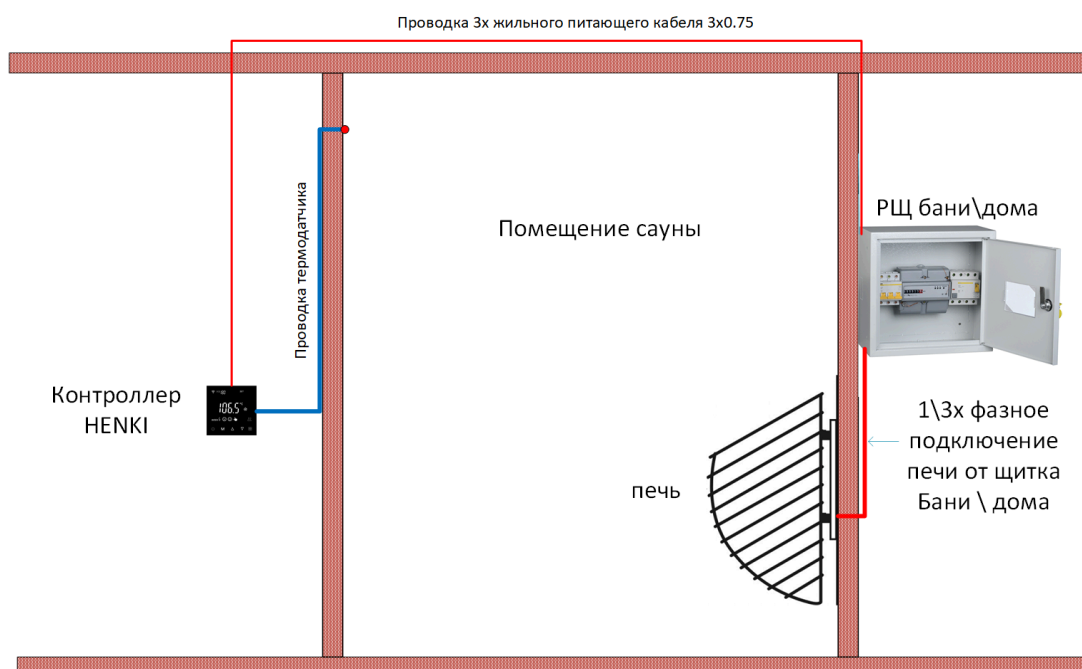 Проводка 3х жильного питающего кабеля 3х0.75
Проводка термодатчика
Помещение сауны
РЩ бани\дома
Контроллер
HENKI
106.5
печь
1\3х фазное
подключение
печи от щитка
Бани \ дома